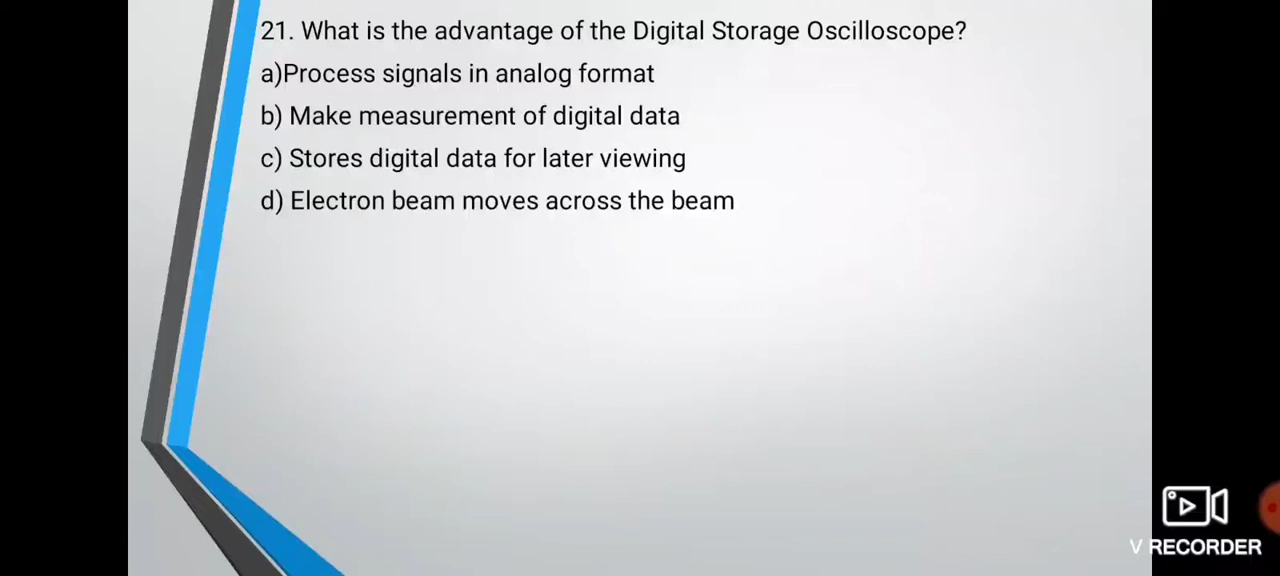 21. What is the advantage of the Digital Storage Oscilloscope?
a)Process signals in analog format
b) Make measurement of digital data
c) Stores digital data for later viewing
d) Electron beam moves across the beam
V RECORDER